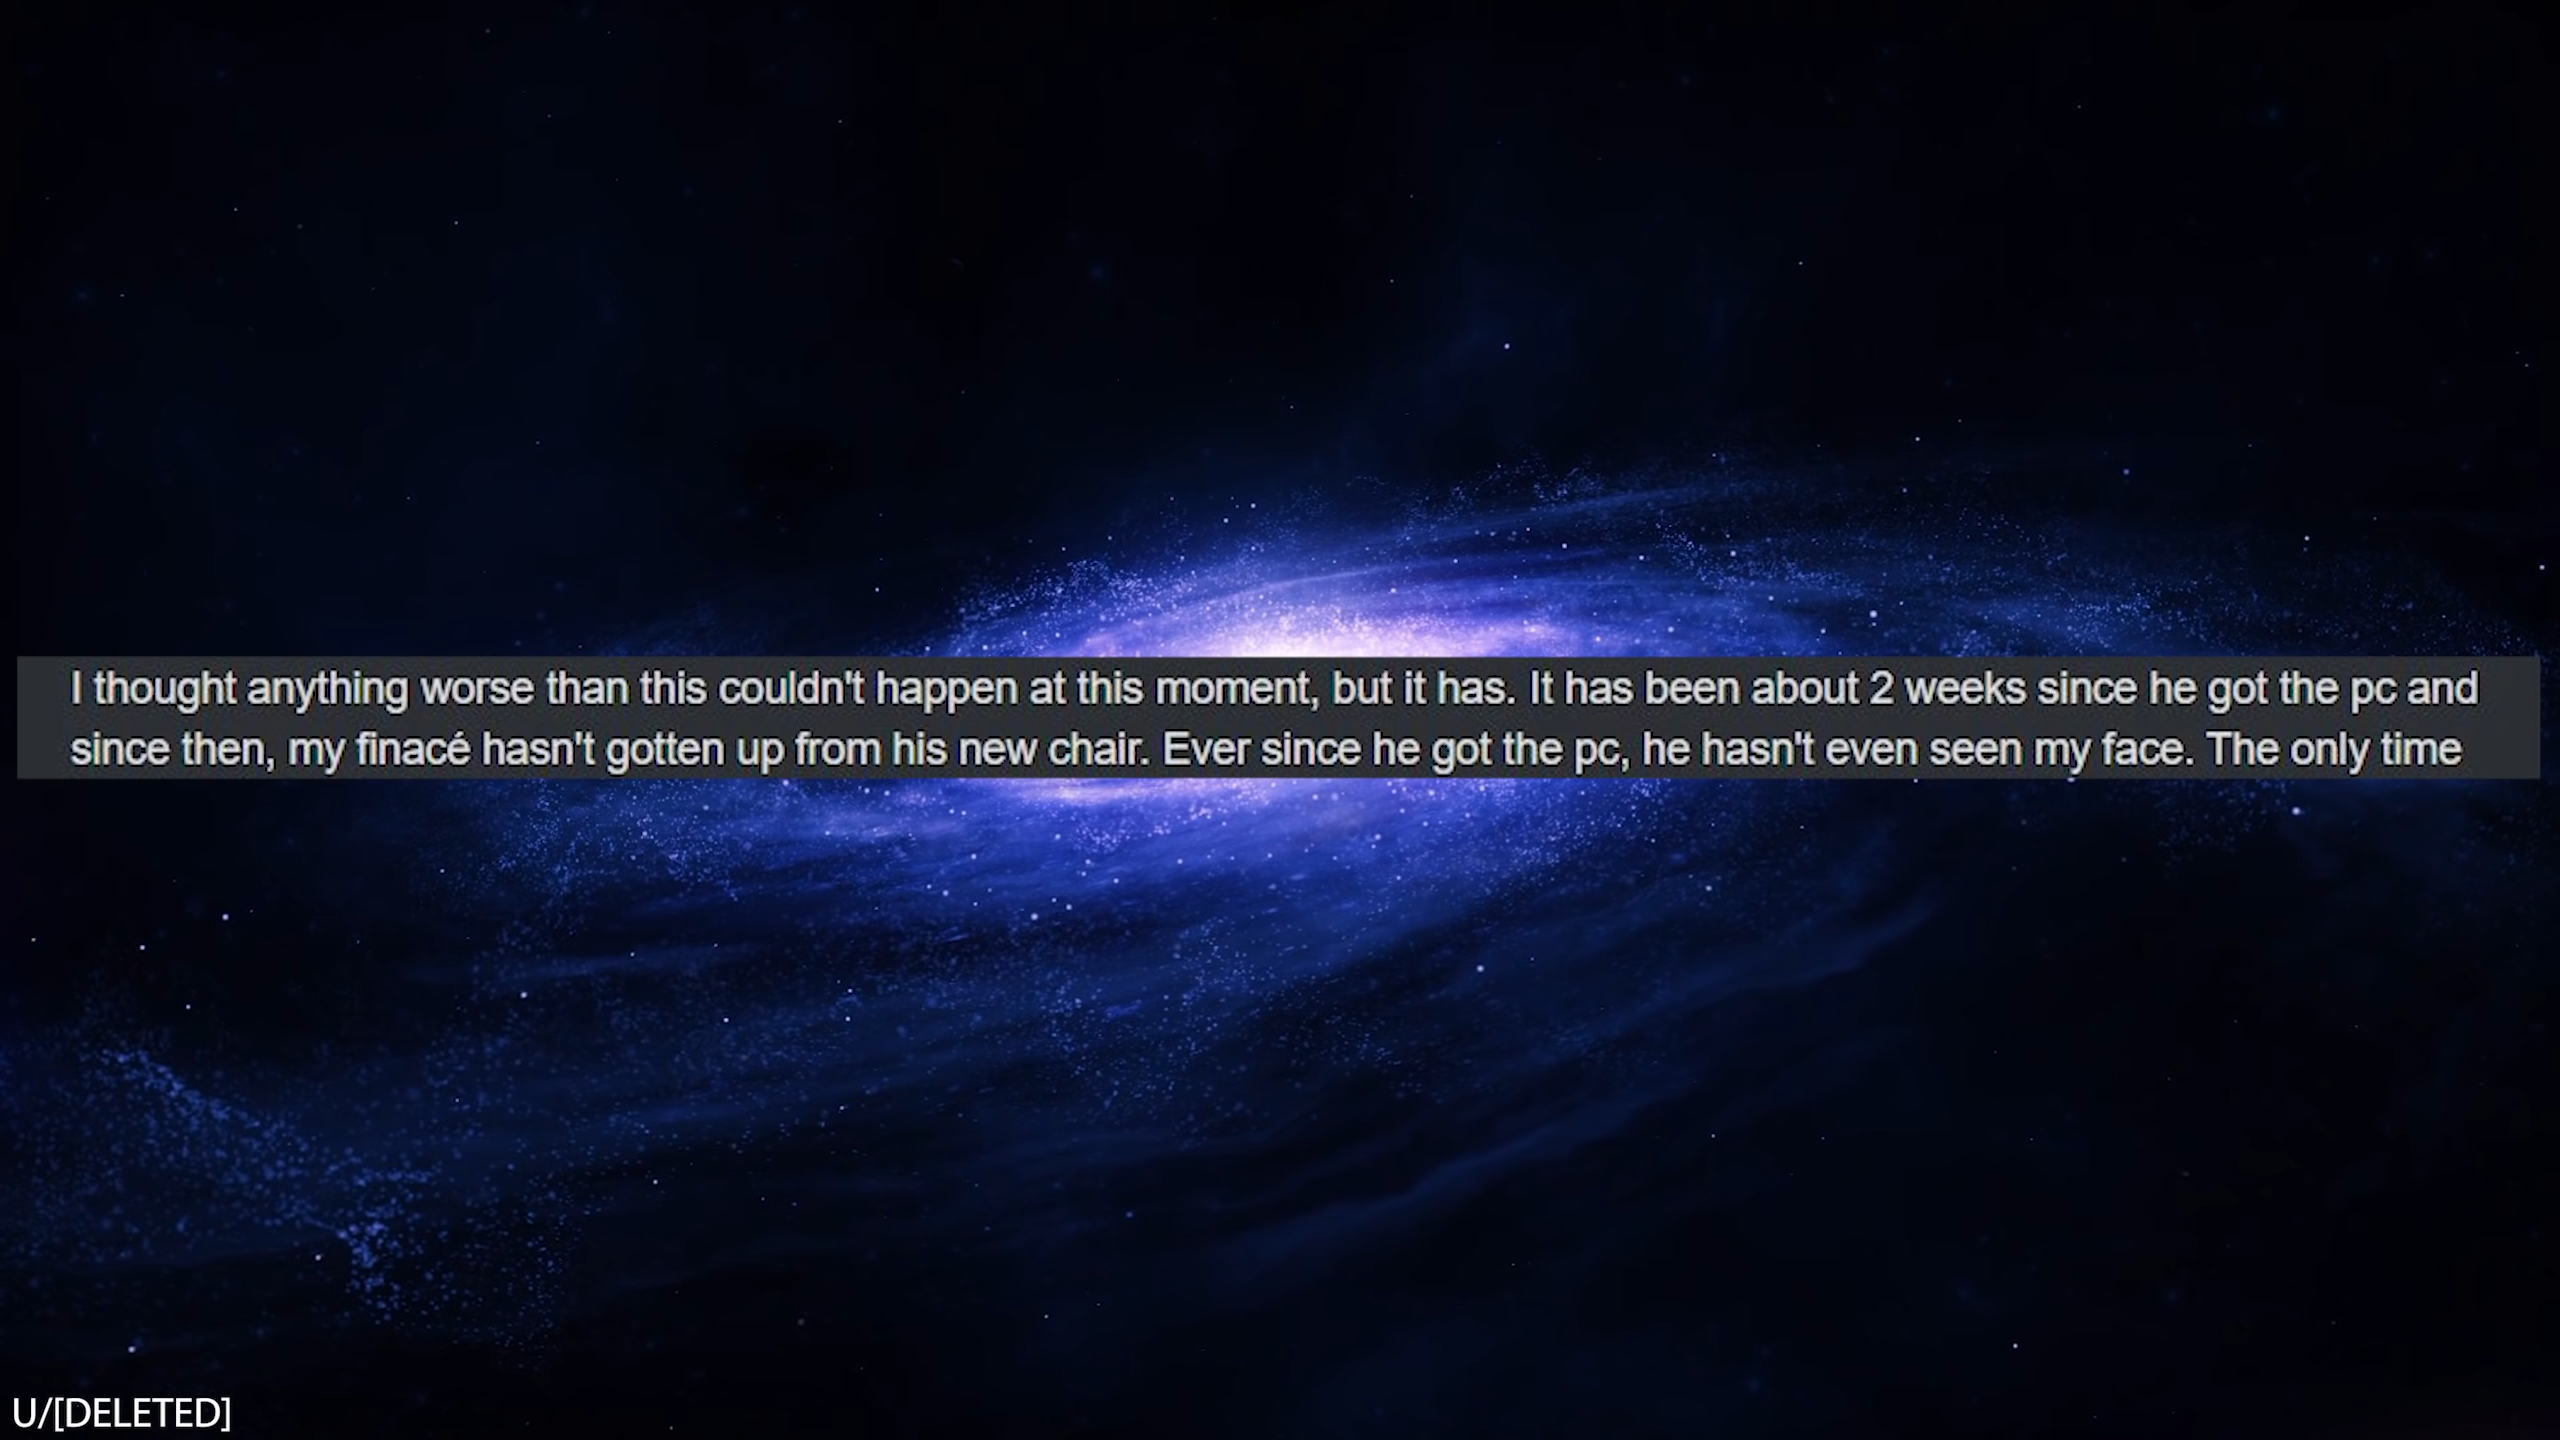 I thought anything worse than this couldn't happen at this moment, but it has. It has been about 2 weeks since he got the pc and
since then, my finacé hasn't gotten up from his new chair. Ever since he got the pc, he hasn't even seen my face. The only time
U/[DELETED]